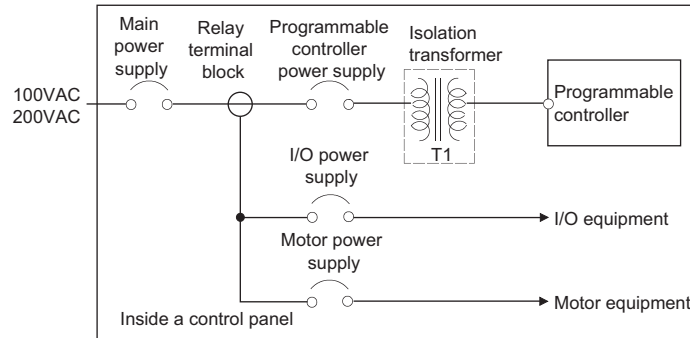 Main
power
supply
Relay
terminal
block
Programmable
controller
power supply
Isolation
transformer
100VAC
200VAC
Programmable
controller
T1
I/O power
supply
I/O equipment
Motor power
supply
Motor equipment
Inside a control panel